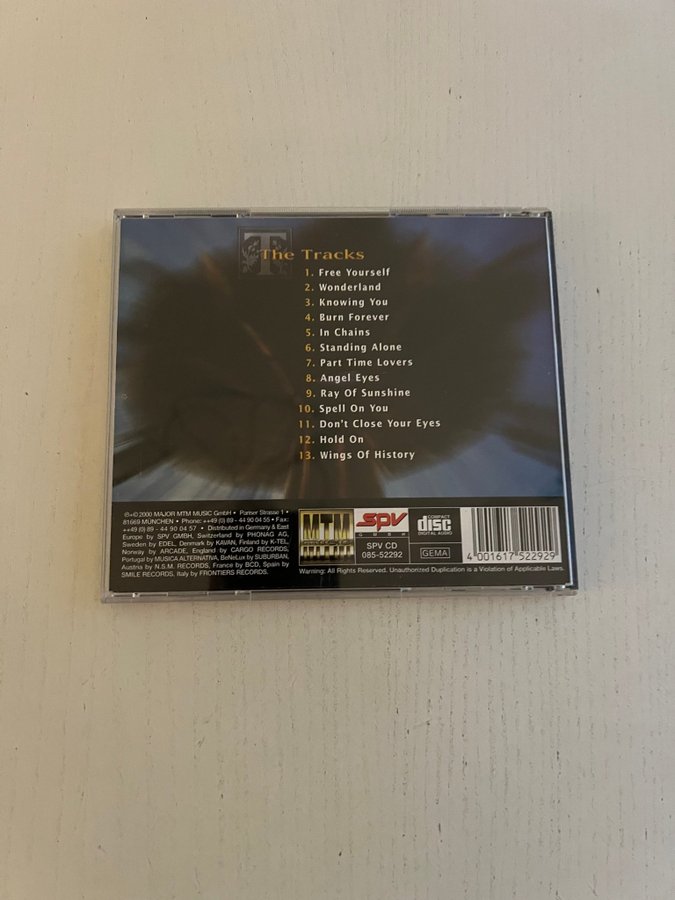 T
The Tracks
1. Free Yourself
2. Wonderland
3. Knowing You
4. Burn Forever
5. In Chains
6. Standing Alone
7. Part Time Lovers
8. Angel Eyes
9. Ray Of Sunshine
10. Spell On You
11. Don't Close Your Eyes
12. Hold On
13. Wings Of History
℗+© 2000 MAJOR MTM MUSIC GmbH • Pariser Strasse 1 •
81669 MÜNCHEN • Phone: ++49 (0) 89 - 44 90 04 55 • Fax:
++49 (0) 89 - 44 90 04 57 • Distributed in Germany & East
Europe by SPV GMBH, Switzerland by PHONAG AG,
Sweden by EDEL, Denmark by KAVAN, Finland by K-TEL,
Norway by ARCADE, England by CARGO RECORDS,
Portugal by MUSICA ALTERNATIVA, BeNeLux by SUBURBAN,
Austria by N.S.M. RECORDS, France by BCD, Spain by
SMILE RECORDS, Italy by FRONTIERS RECORDS.
MTM
SPV
GMBH
SPV CD
085-52292
COMPACT
disc
DIGITAL AUDIO
GEMA
4 001617 522929
Warning: All Rights Reserved. Unauthorized Duplication is a Violation of Applicable Laws.